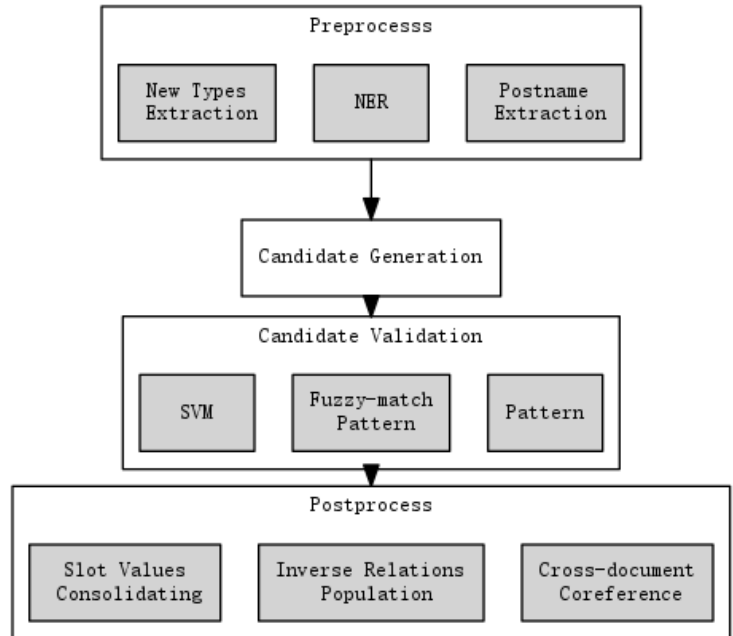 Preprocesss
New Types
Extraction
NER
Postname
Extraction
Candidate Generation
Candidate Validation
SVM
Fuzzy-match
Pattern
Pattern
Postprocess
Slot Values
Consolidating
Inverse Relations
Population
Cross-document
Coreference